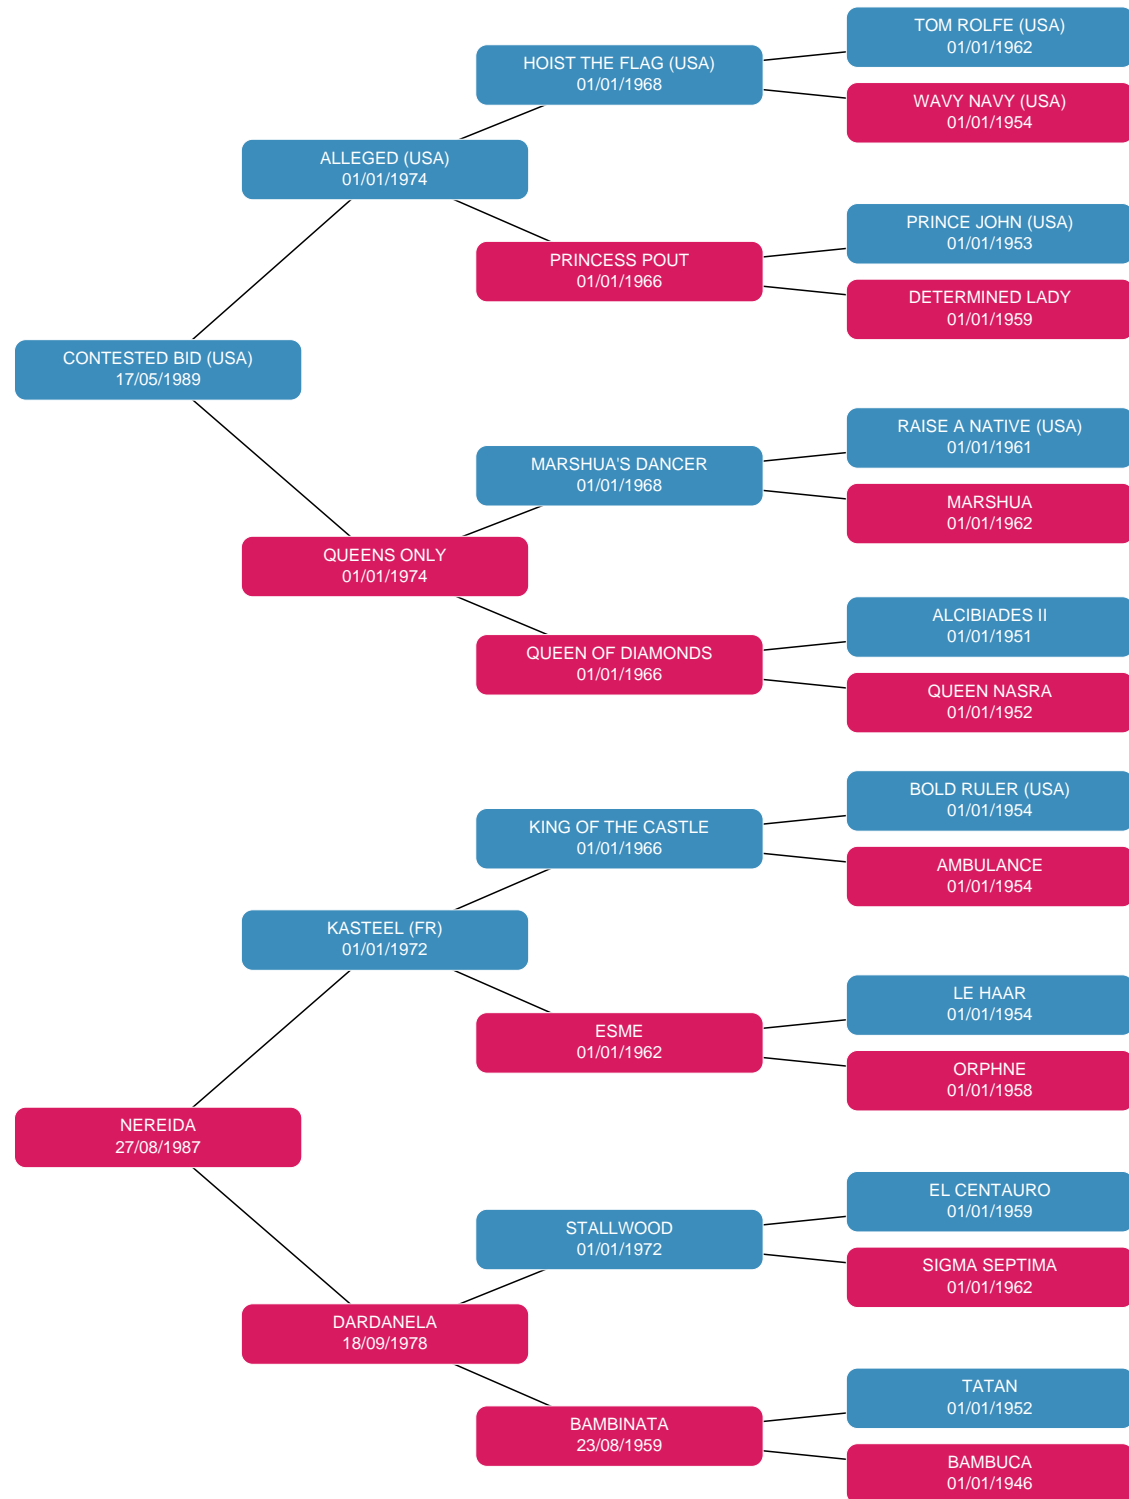 TOM ROLFE (USA)
01/01/1962
HOIST THE FLAG (USA)
01/01/1968
WAVY NAVY (USA)
01/01/1954
ALLEGED (USA)
01/01/1974
PRINCE JOHN (USA)
01/01/1953
PRINCESS POUT
01/01/1966
DETERMINED LADY
01/01/1959
CONTESTED BID (USA)
17/05/1989
RAISE A NATIVE (USA)
01/01/1961
MARSHUA'S DANCER
01/01/1968
MARSHUA
01/01/1962
QUEENS ONLY
01/01/1974
ALCIBIADES II
01/01/1951
QUEEN OF DIAMONDS
01/01/1966
QUEEN NASRA
01/01/1952
BOLD RULER (USA)
01/01/1954
KING OF THE CASTLE
01/01/1966
AMBULANCE
01/01/1954
KASTEEL (FR)
01/01/1972
LE HAAR
01/01/1954
ESME
01/01/1962
ORPHNE
01/01/1958
NEREIDA
27/08/1987
EL CENTAURO
01/01/1959
STALLWOOD
01/01/1972
SIGMA SEPTIMA
01/01/1962
DARDANELA
18/09/1978
TATAN
01/01/1952
BAMBINATA
23/08/1959
BAMBUCA
01/01/1946